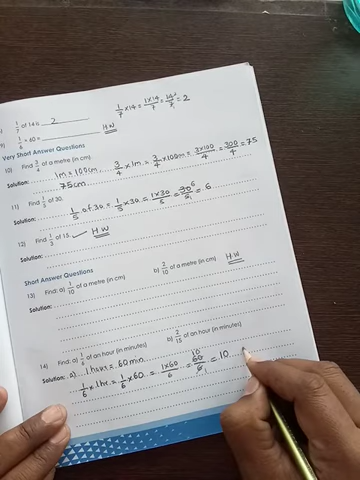 1/7 of 14 is 2
1/7 × 14 = 1×14/7 = 14/7 = 2
1/6 × 60 = HW
Very Short Answer Questions
10) Find 3/4 of a metre (in cm)
Solution: 1m = 100cm, 3/4 × 1m = 3/4 × 100cm = 3×100/4 = 300/4 = 75
75cm
(11) Find 1/5 of 30.
Solution: 1/5 of 30 = 1/5 × 30 = 1×30/5 = 30/5 = 6
12) Find 1/3 of 15. HW
Solution:
Short Answer Questions
13) Find: a) 1/10 of a metre (in cm) b) 2/10 of a metre (in cm) HW
Solution:
14) Find: a) 1/6 of an hour (in minutes) b) 2/15 of an hour (in minutes)
Solution: a) 1 hour = 60 min
1/6 × 1hr = 1/6 × 60 = 1×60/6 = 60/6 = 10